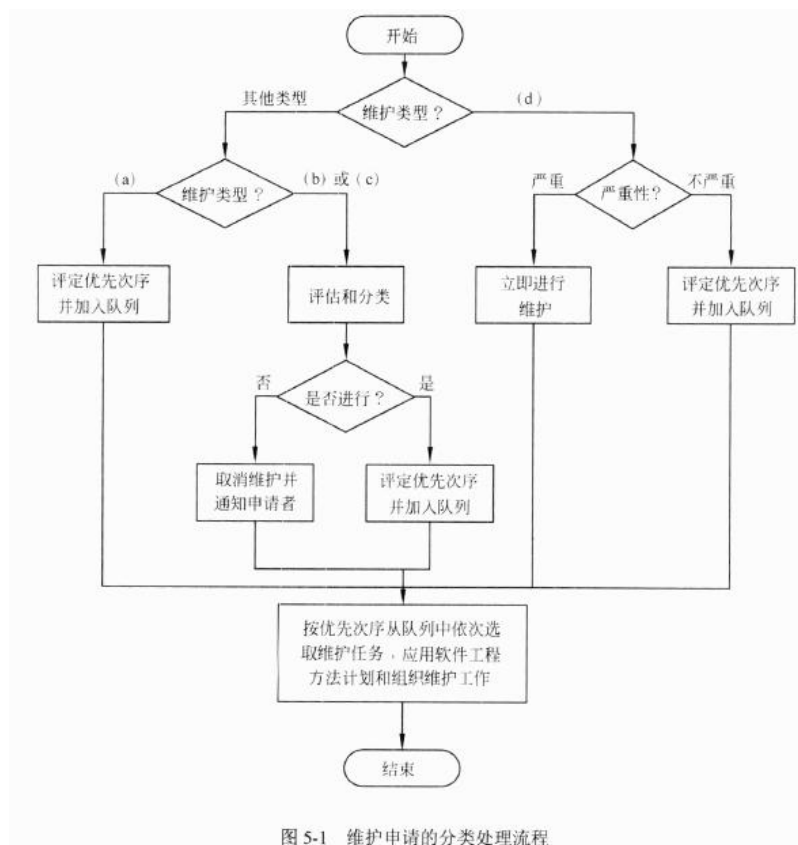 开始
其他类型
维护类型？
(d)
(a)
维护类型？
(b) 或 (c)
严重
严重性？
不严重
评定优先次序
并加入队列
评估和分类
立即进行
维护
评定优先次序
并加入队列
否
是否进行？
是
取消维护并
通知申请者
评定优先次序
并加入队列
按优先次序从队列中依次选
取维护任务，应用软件工程
方法计划和组织维护工作
结束
图 5-1 维护申请的分类处理流程